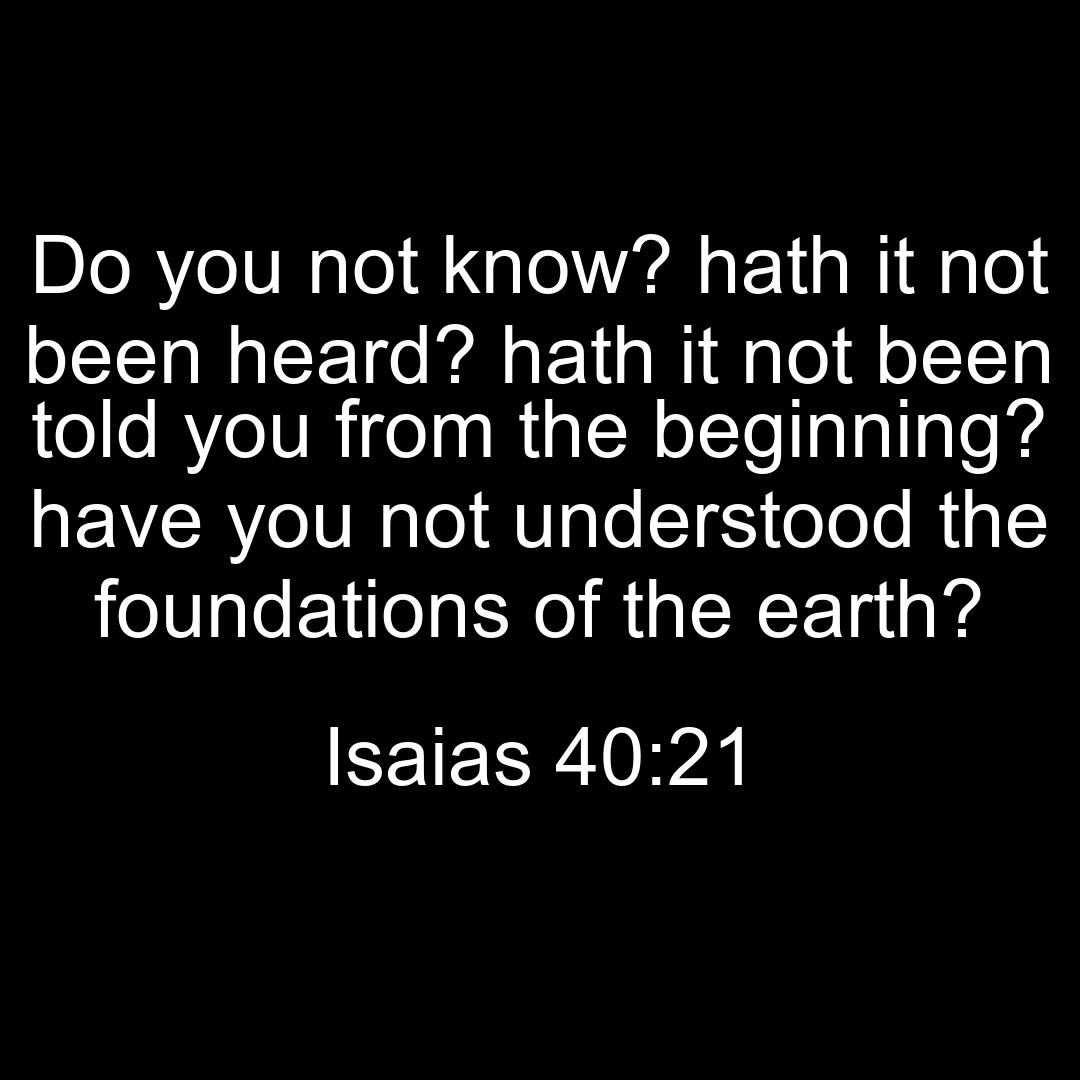 Do you not know? hath it not
been heard? hath it not been
told you from the beginning?
have you not understood the
foundations of the earth?
Isaias 40:21